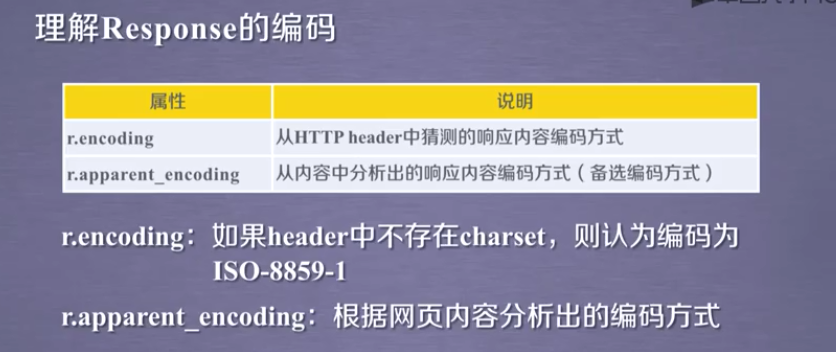 理解Response的编码
属性 说明
r.encoding 从HTTP header中猜测的响应内容编码方式
r.apparent_encoding 从内容中分析出的响应内容编码方式（备选编码方式）
r.encoding：如果header中不存在charset，则认为编码为
ISO-8859-1
r.apparent_encoding：根据网页内容分析出的编码方式